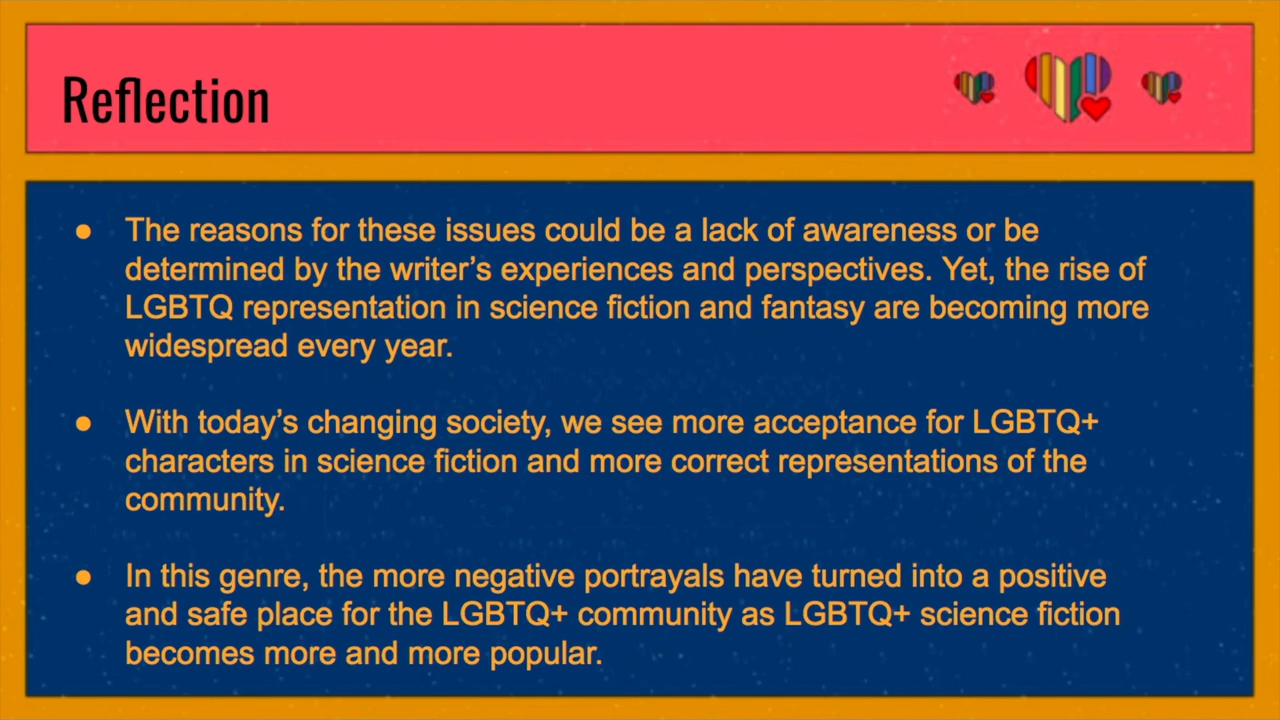 Reflection
● The reasons for these issues could be a lack of awareness or be
determined by the writer’s experiences and perspectives. Yet, the rise of
LGBTQ representation in science fiction and fantasy are becoming more
widespread every year.
● With today’s changing society, we see more acceptance for LGBTQ+
characters in science fiction and more correct representations of the
community.
● In this genre, the more negative portrayals have turned into a positive
and safe place for the LGBTQ+ community as LGBTQ+ science fiction
becomes more and more popular.